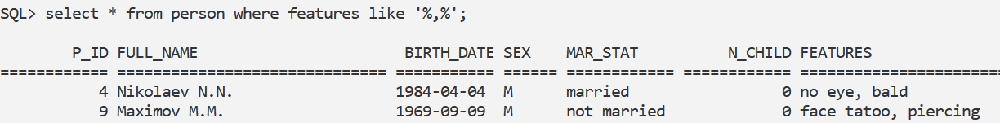 SQL> select * from person where features like '%,%';
P_ID FULL_NAME BIRTH_DATE SEX MAR_STAT N_CHILD FEATURES
============ =============================== =========== ====== ============ ============ =======================
4 Nikolaev N.N. 1984-04-04 M married 0 no eye, bald
9 Maximov M.M. 1969-09-09 M not married 0 face tatoo, piercing